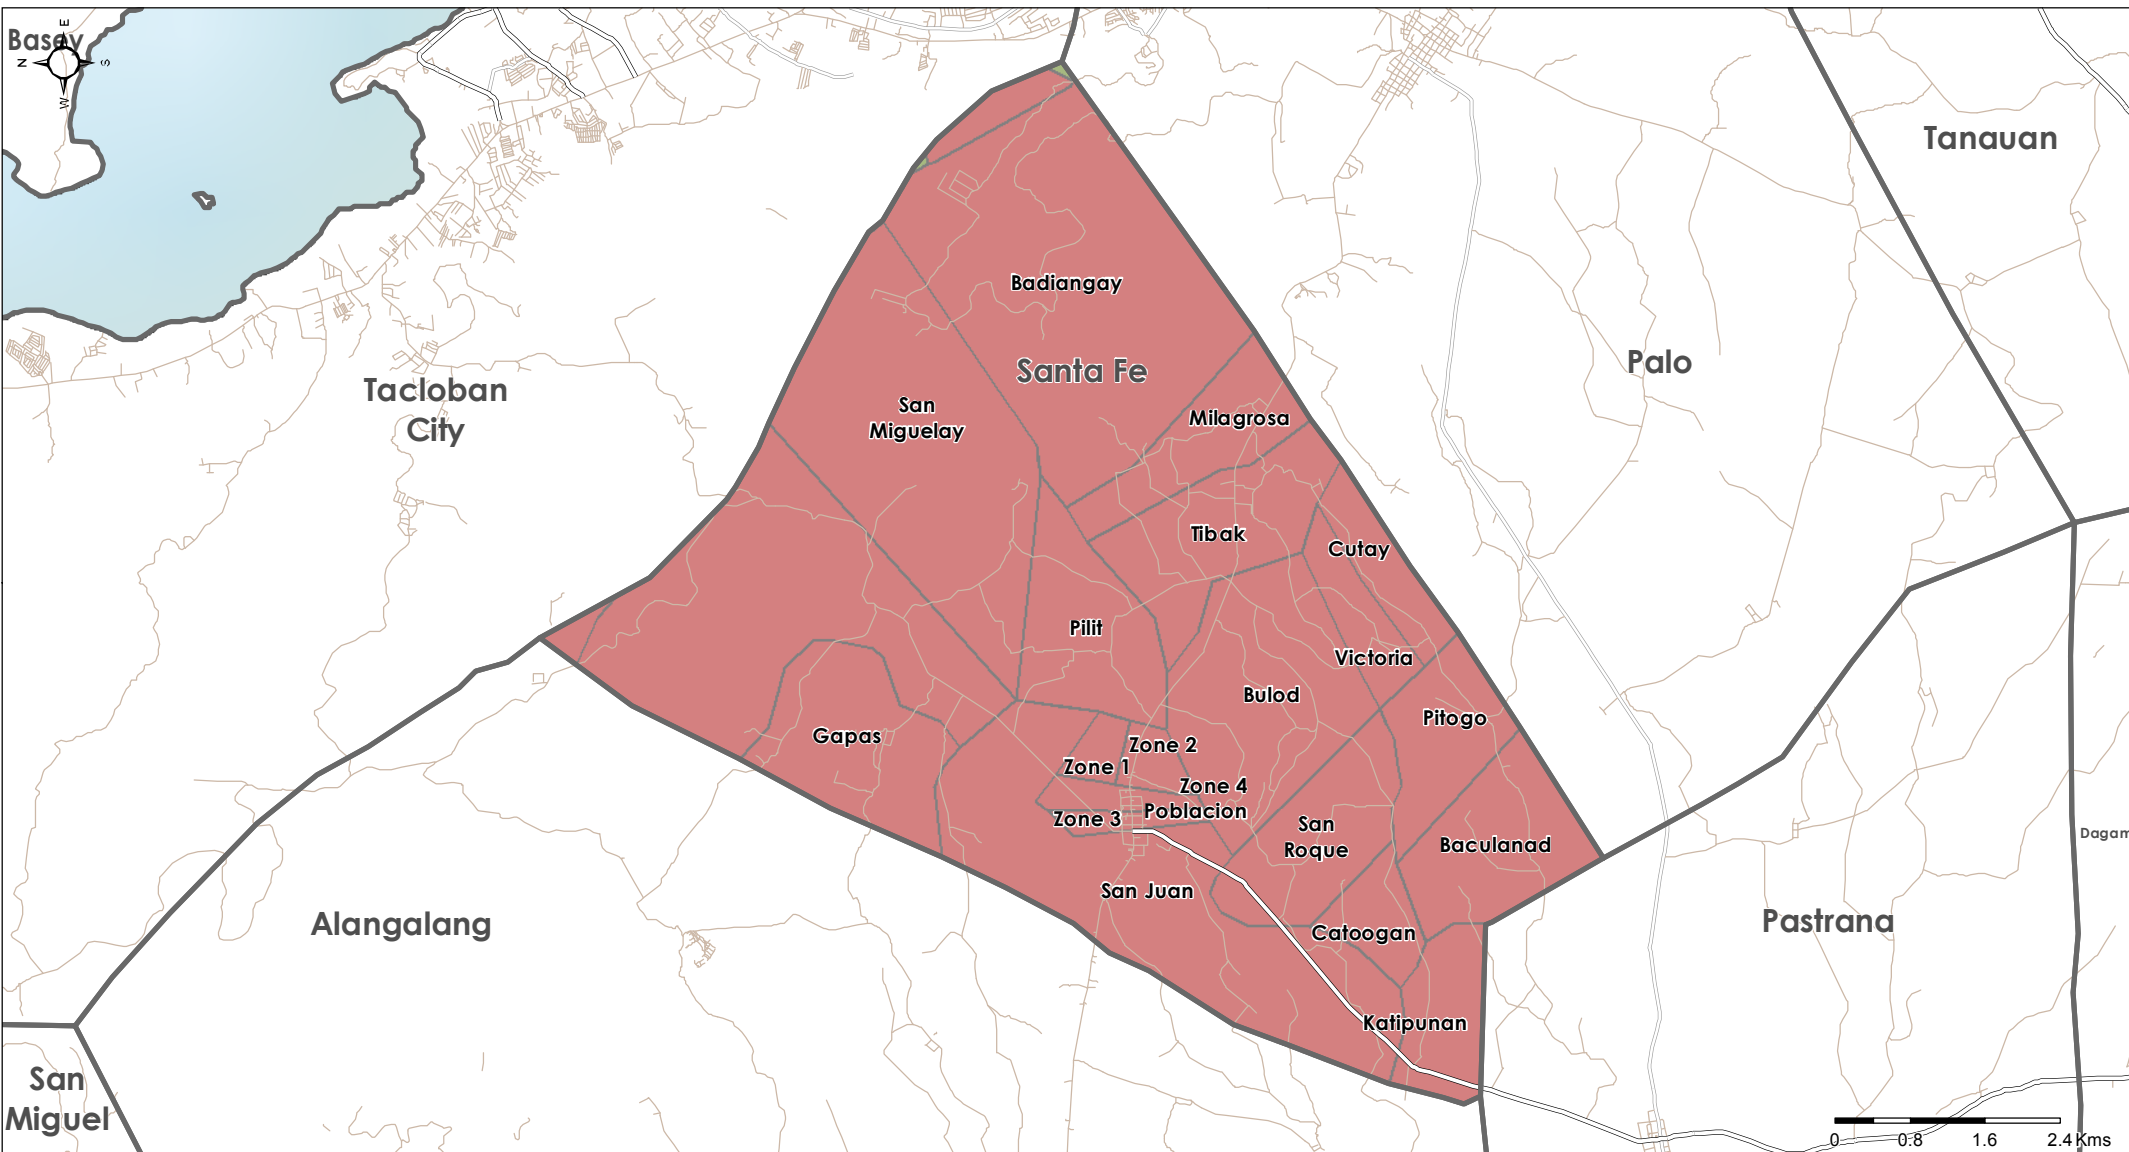 Basey
E
N
S
W
Tanauan
Badiangay
Palo
Santa Fe
Tacloban
City
San
Miguelay
Milagrosa
Tibak
Cutay
Pilit
Victoria
Bulod
Pitogo
Gapas
Zone 2
Zone 1
Zone 4
Poblacion
Zone 3
San
Roque
Baculanad
Dagam
San Juan
Alangalang
Pastrana
Catoogan
Katipunan
San
Miguel
0 0.8 1.6 2.4 Kms